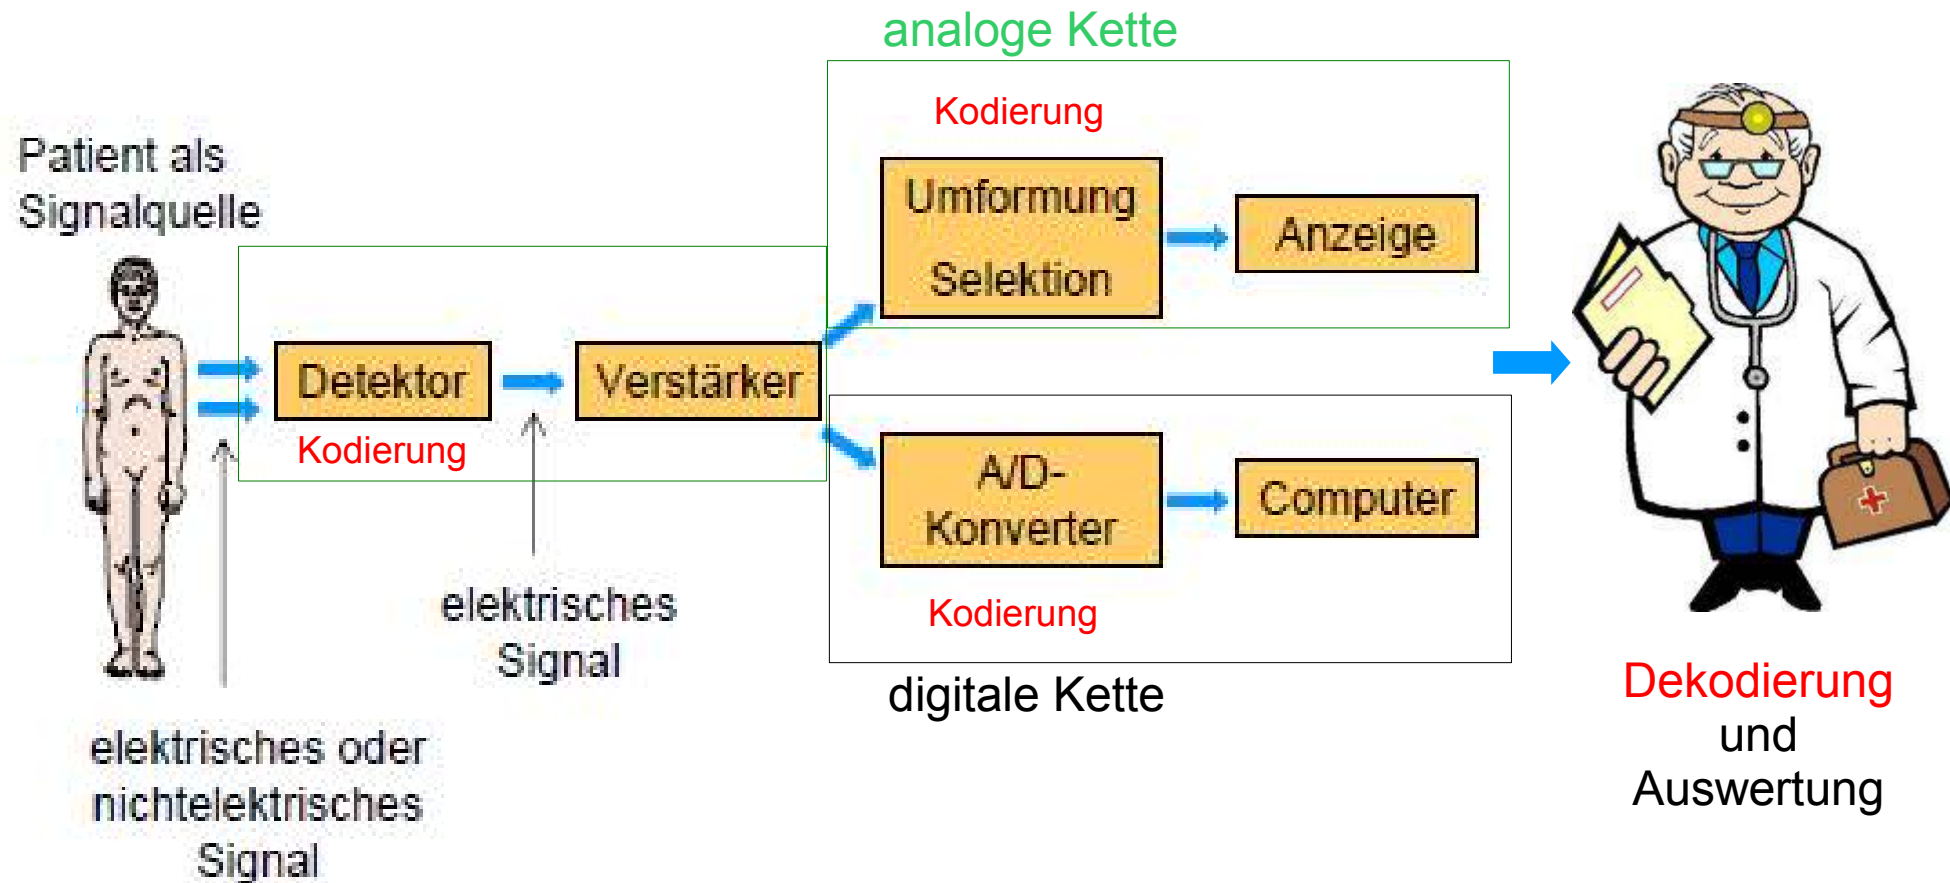 analoge Kette
Kodierung
Patient als
Signalquelle
Umformung
Selektion
Anzeige
Detektor
Verstärker
Kodierung
A/D-
Konverter
Computer
elektrisches
Signal
Kodierung
digitale Kette
elektrisches oder
nichtelektrisches
Signal
Dekodierung
und
Auswertung